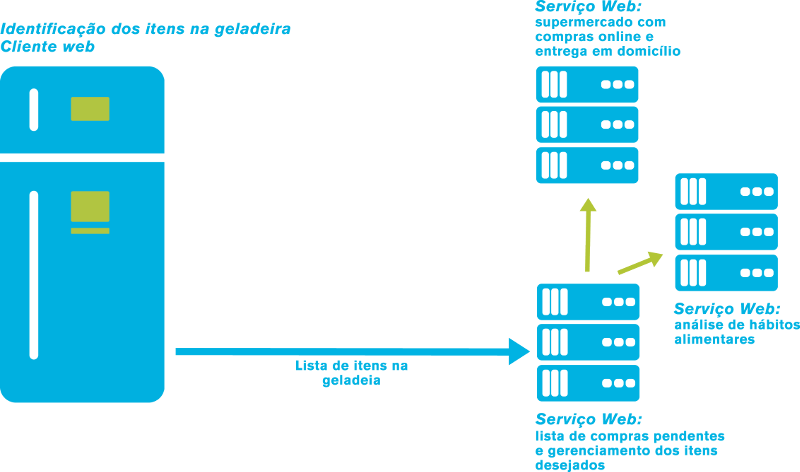 Identificação dos itens na geladeira
Cliente web
Serviço Web:
supermercado com
compras online e
entrega em domicílio
Serviço Web:
análise de hábitos
alimentares
Lista de itens na
geladeia
Serviço Web:
lista de compras pendentes
e gerenciamento dos itens
desejados